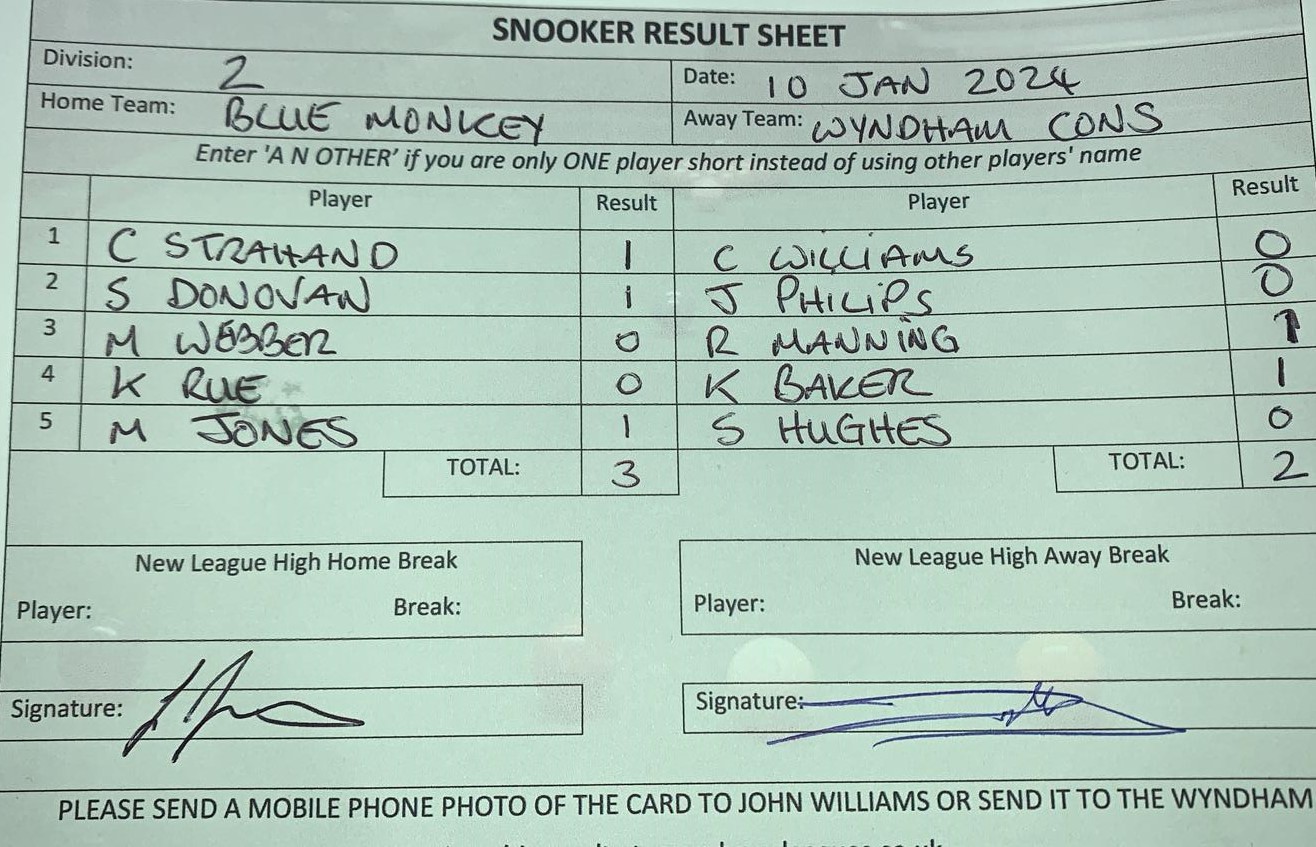 SNOOKER RESULT SHEET
Division: 2 Date: 10 JAN 2024
Home Team: BLUE MONKEY Away Team: WYNDHAM CONS
Enter 'A N OTHER' if you are only ONE player short instead of using other players' name
Player Result Player Result
1 C STRAHAND 1 C WILLIAMS 0
2 S DONOVAN 1 J PHILIPS 0
3 M WEBBER 0 R MANNING 1
4 K RUE 0 K BAKER 1
5 M JONES 1 S HUGHES 0
TOTAL: 3 TOTAL: 2
New League High Home Break New League High Away Break
Player: Break: Player: Break:
Signature: Signature:
PLEASE SEND A MOBILE PHONE PHOTO OF THE CARD TO JOHN WILLIAMS OR SEND IT TO THE WYNDHAM